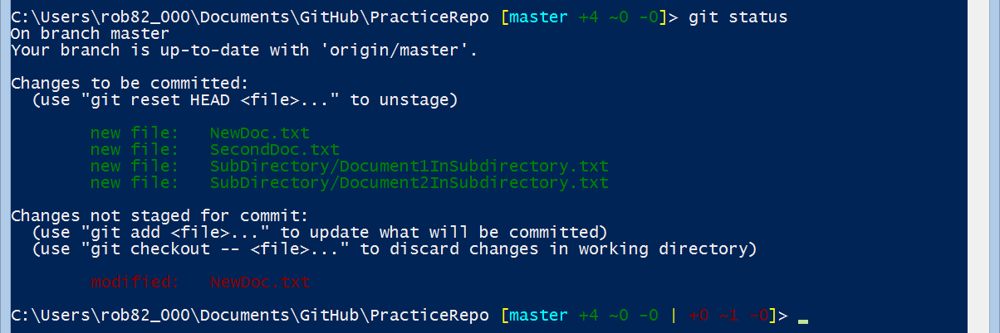 C:\Users\rob82_000\Documents\GitHub\PracticeRepo [master +4 ~0 -0]> git status
On branch master
Your branch is up-to-date with 'origin/master'.
Changes to be committed:
  (use "git reset HEAD <file>..." to unstage)
        new file:   NewDoc.txt
        new file:   SecondDoc.txt
        new file:   SubDirectory/Document1InSubdirectory.txt
        new file:   SubDirectory/Document2InSubdirectory.txt
Changes not staged for commit:
  (use "git add <file>..." to update what will be committed)
  (use "git checkout -- <file>..." to discard changes in working directory)
        modified:   NewDoc.txt
C:\Users\rob82_000\Documents\GitHub\PracticeRepo [master +4 ~0 -0 | +0 ~1 -0]>